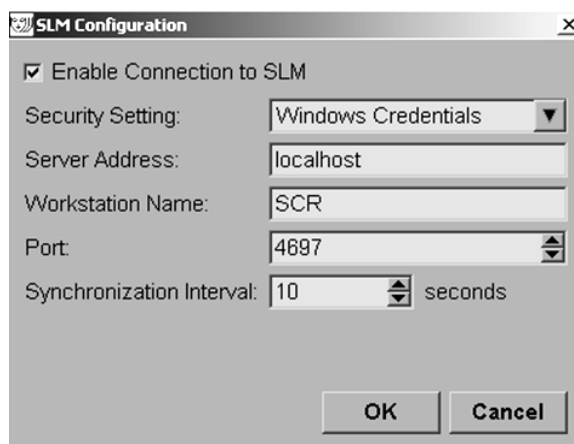 SLM Configuration
Enable Connection to SLM
Security Setting: Windows Credentials
Server Address: localhost
Workstation Name: SCR
Port: 4697
Synchronization Interval: 10 seconds
OK Cancel